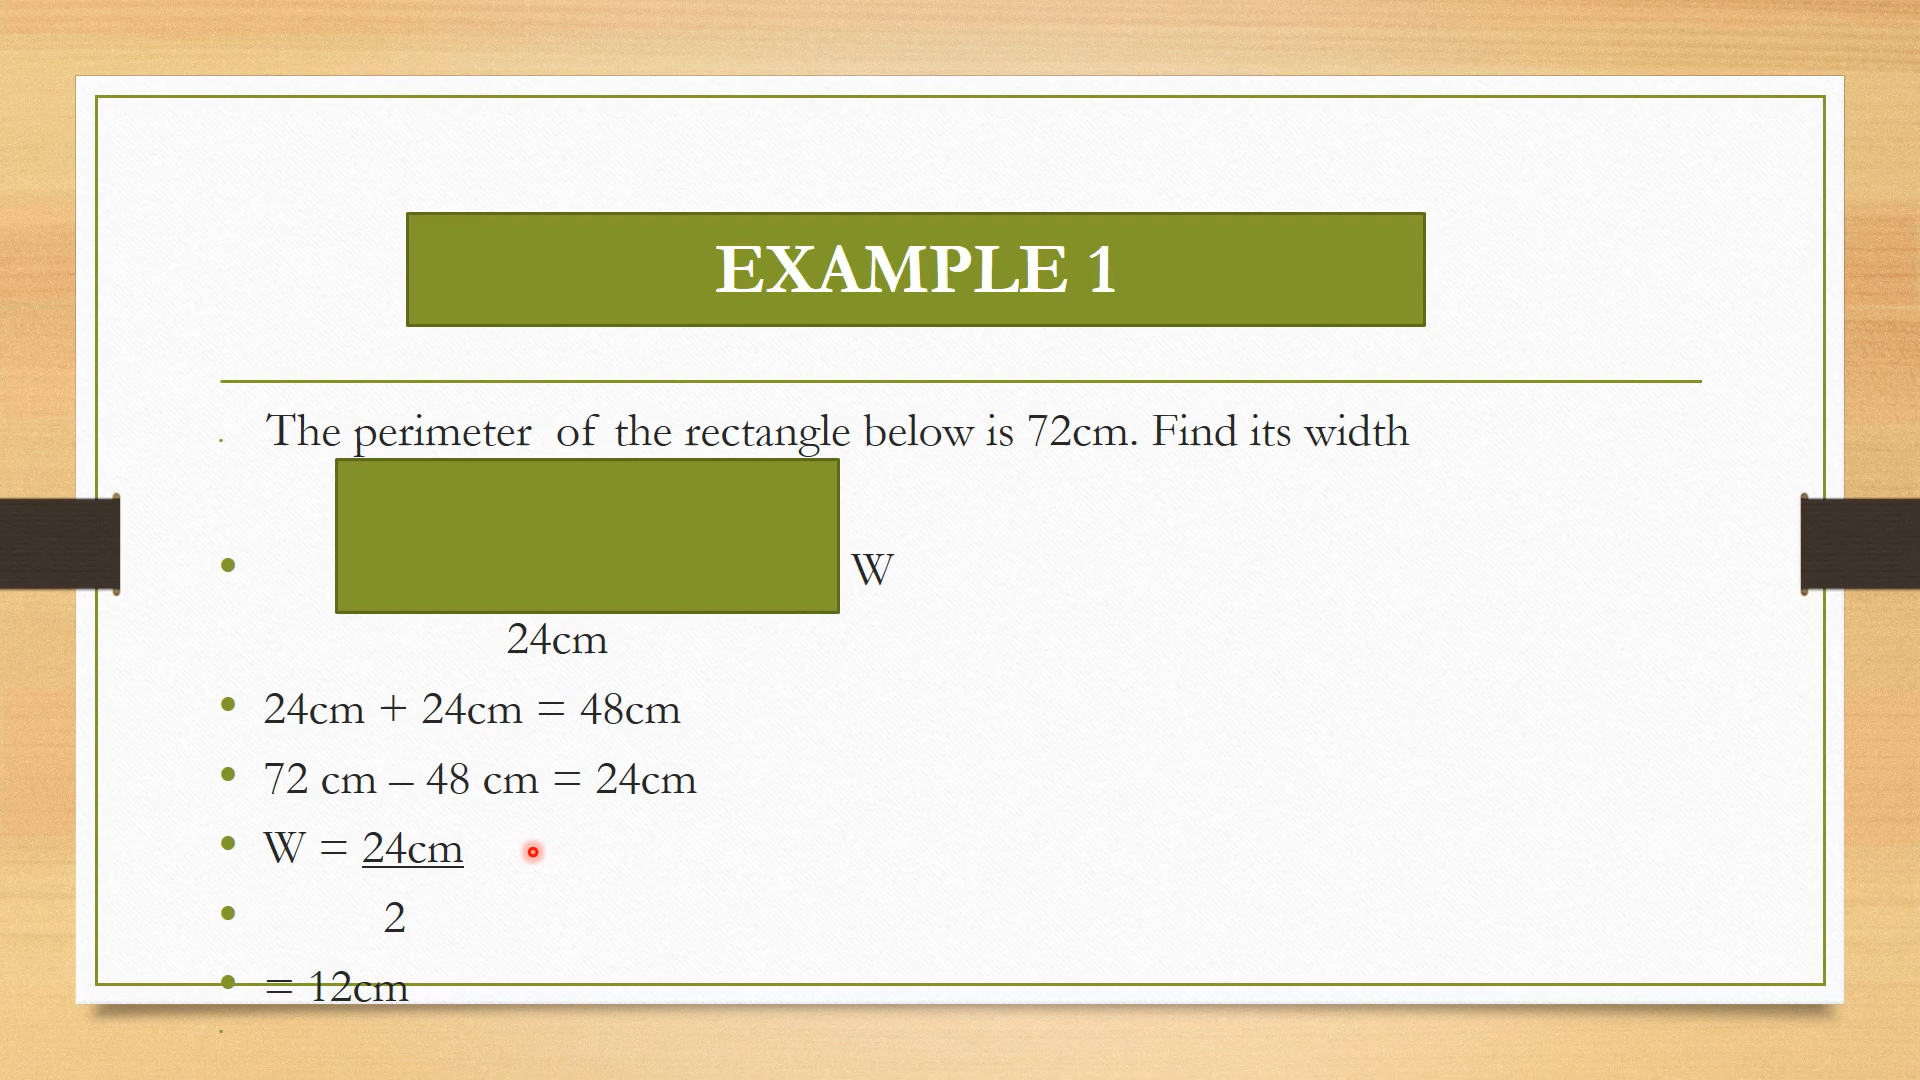 EXAMPLE 1
The perimeter of the rectangle below is 72cm. Find its width
W
24cm
24cm + 24cm = 48cm
72 cm – 48 cm = 24cm
W = 24cm
2
= 12cm